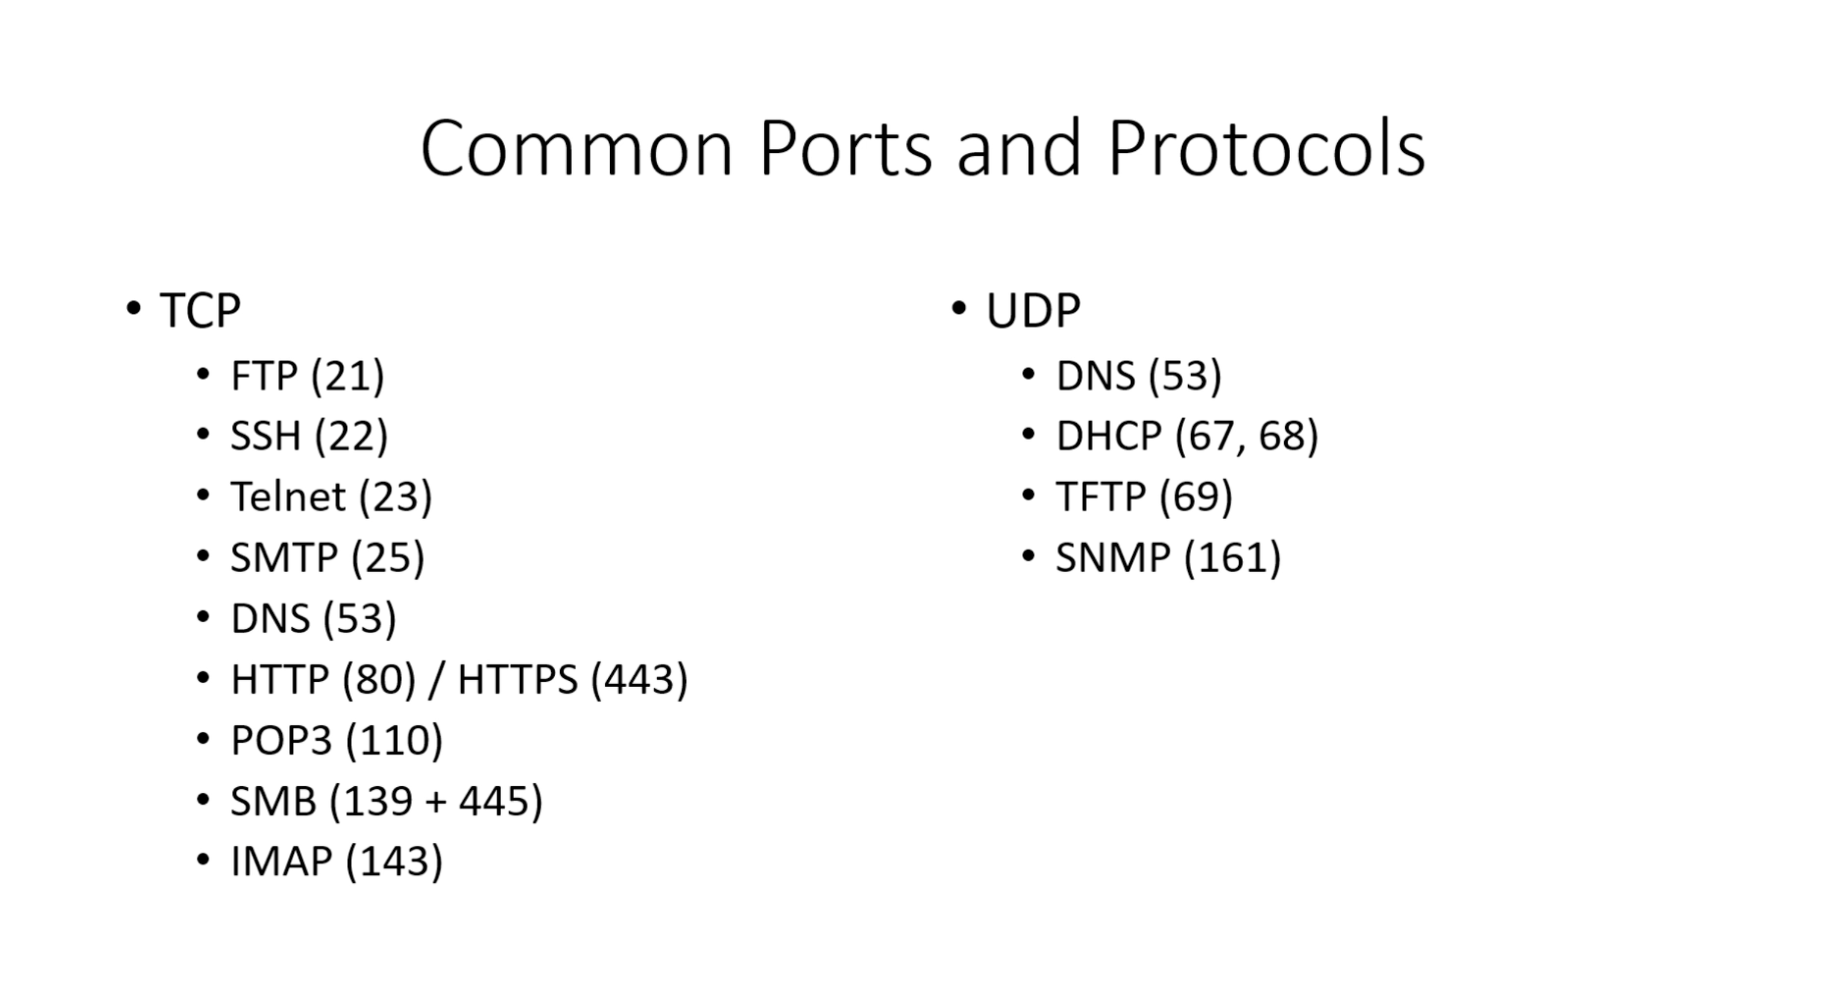 Common Ports and Protocols
• TCP
• FTP (21)
• SSH (22)
• Telnet (23)
• SMTP (25)
• DNS (53)
• HTTP (80) / HTTPS (443)
• POP3 (110)
• SMB (139 + 445)
• IMAP (143)
• UDP
• DNS (53)
• DHCP (67, 68)
• TFTP (69)
• SNMP (161)